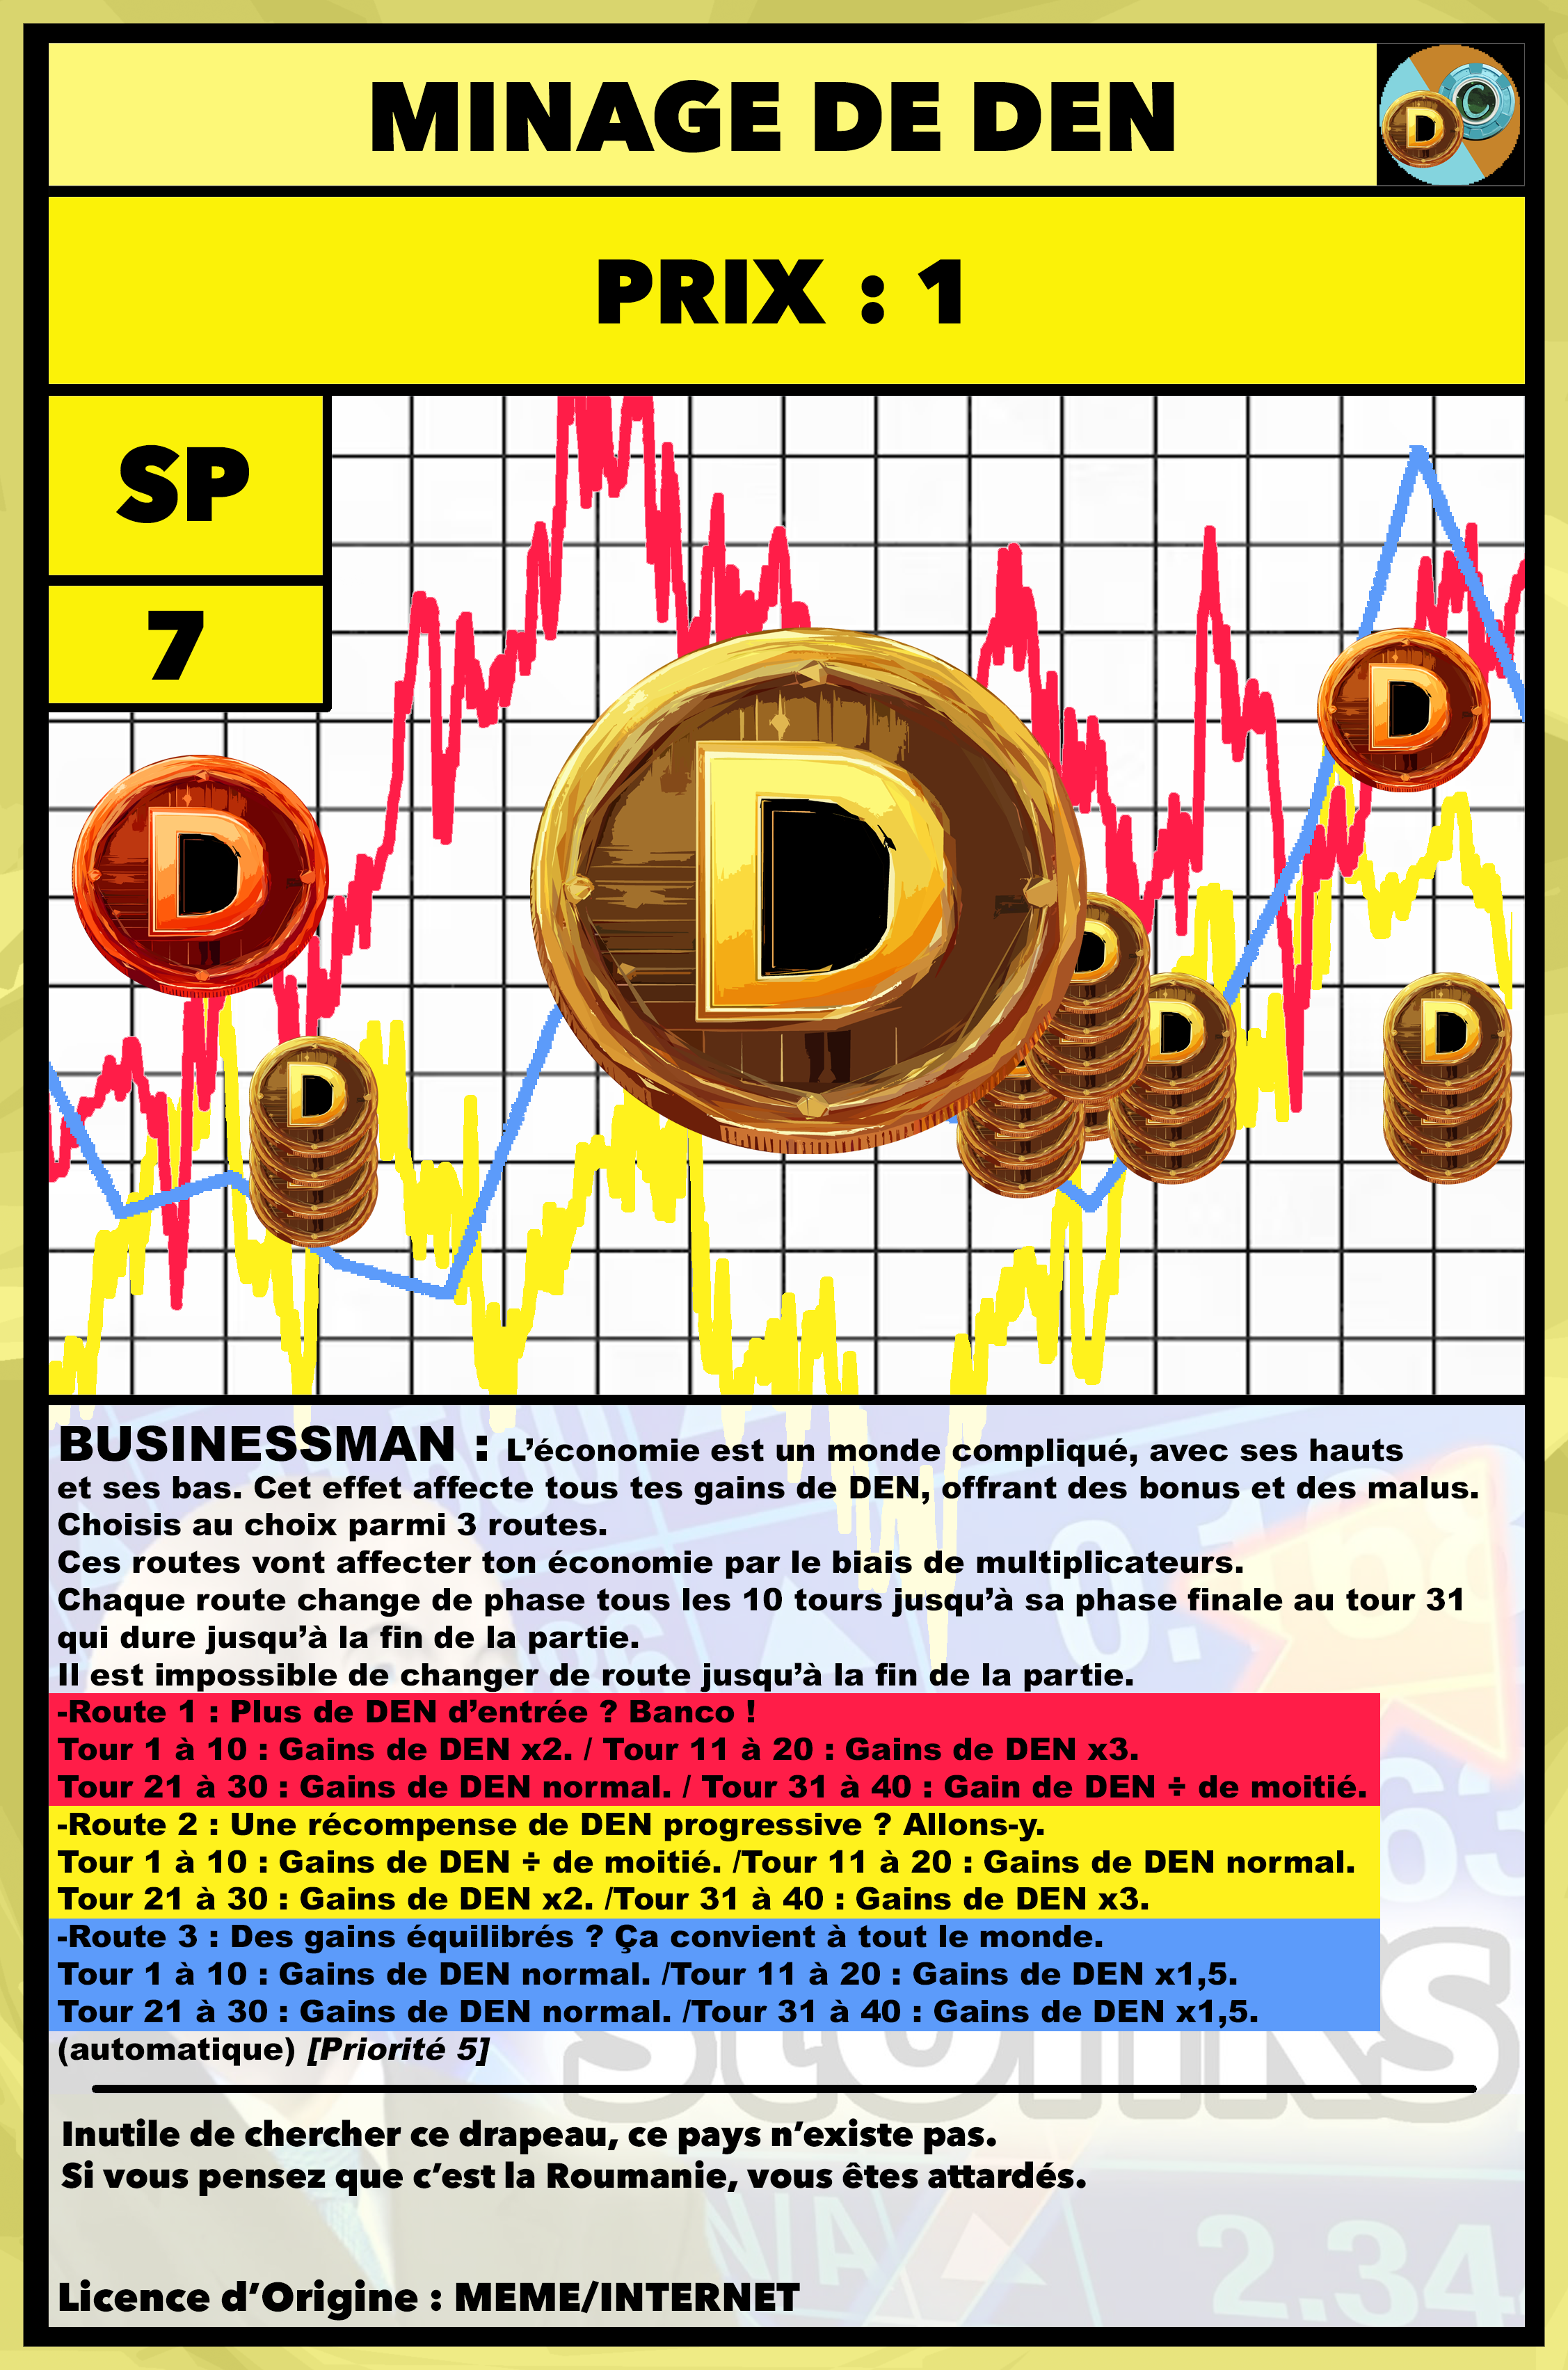 MINAGE DE DEN
D C
PRIX : 1
SP
7
D
D
D
D
D
D
D
BUSINESSMAN : L’économie est un monde compliqué, avec ses hauts
et ses bas. Cet effet affecte tous tes gains de DEN, offrant des bonus et des malus.
Choisis au choix parmi 3 routes.
Ces routes vont affecter ton économie par le biais de multiplicateurs.
Chaque route change de phase tous les 10 tours jusqu’à sa phase finale au tour 31
qui dure jusqu’à la fin de la partie.
Il est impossible de changer de route jusqu’à la fin de la partie.
-Route 1 : Plus de DEN d’entrée ? Banco !
Tour 1 à 10 : Gains de DEN x2. / Tour 11 à 20 : Gains de DEN x3.
Tour 21 à 30 : Gains de DEN normal. / Tour 31 à 40 : Gain de DEN ÷ de moitié.
-Route 2 : Une récompense de DEN progressive ? Allons-y.
Tour 1 à 10 : Gains de DEN ÷ de moitié. /Tour 11 à 20 : Gains de DEN normal.
Tour 21 à 30 : Gains de DEN x2. /Tour 31 à 40 : Gains de DEN x3.
-Route 3 : Des gains équilibrés ? Ça convient à tout le monde.
Tour 1 à 10 : Gains de DEN normal. /Tour 11 à 20 : Gains de DEN x1,5.
Tour 21 à 30 : Gains de DEN normal. /Tour 31 à 40 : Gains de DEN x1,5.
(automatique) [Priorité 5]
Inutile de chercher ce drapeau, ce pays n’existe pas.
Si vous pensez que c’est la Roumanie, vous êtes attardés.
N/A
2.34
Licence d’Origine : MEME/INTERNET